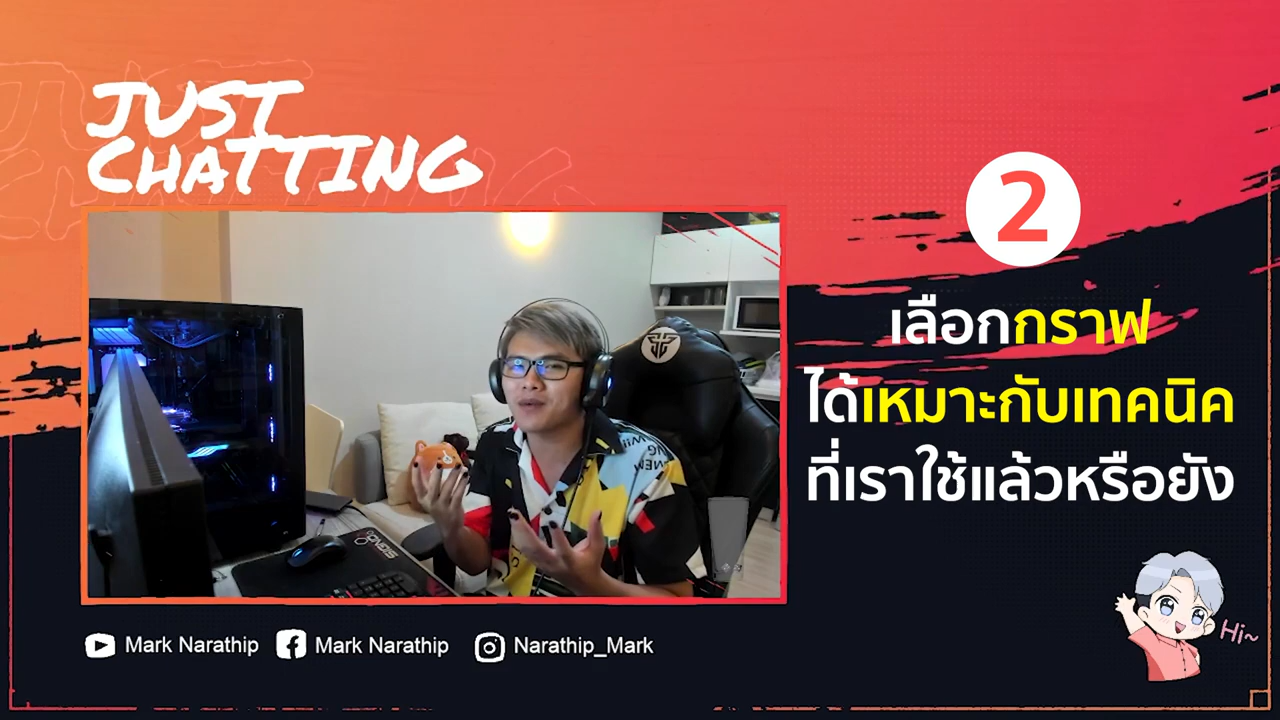 JUST
CHATTING
2
เลือกกราฟ
ได้เหมาะกับเทคนิค
ที่เราใช้แล้วหรือยัง
SIGNO
Hi~
Mark Narathip
Mark Narathip
Narathip_Mark